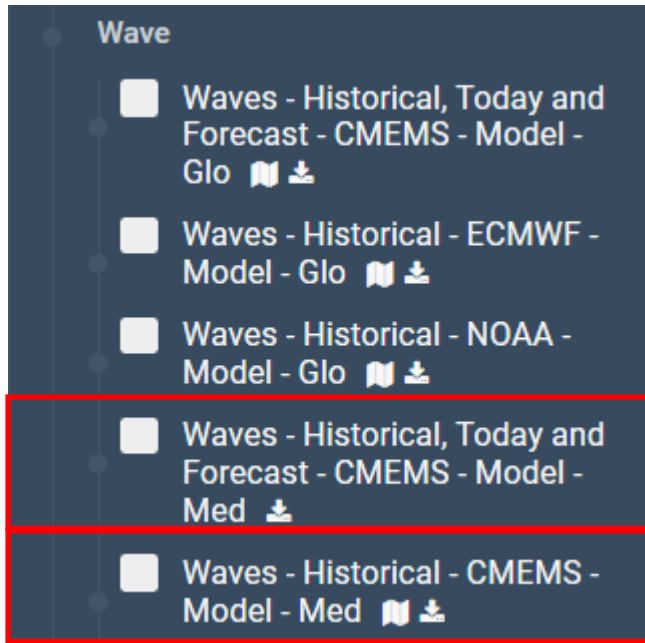 Wave
Waves - Historical, Today and
Forecast - CMEMS - Model -
Glo
Waves - Historical - ECMWF -
Model - Glo
Waves - Historical - NOAA -
Model - Glo
Waves - Historical, Today and
Forecast - CMEMS - Model -
Med
Waves - Historical - CMEMS -
Model - Med